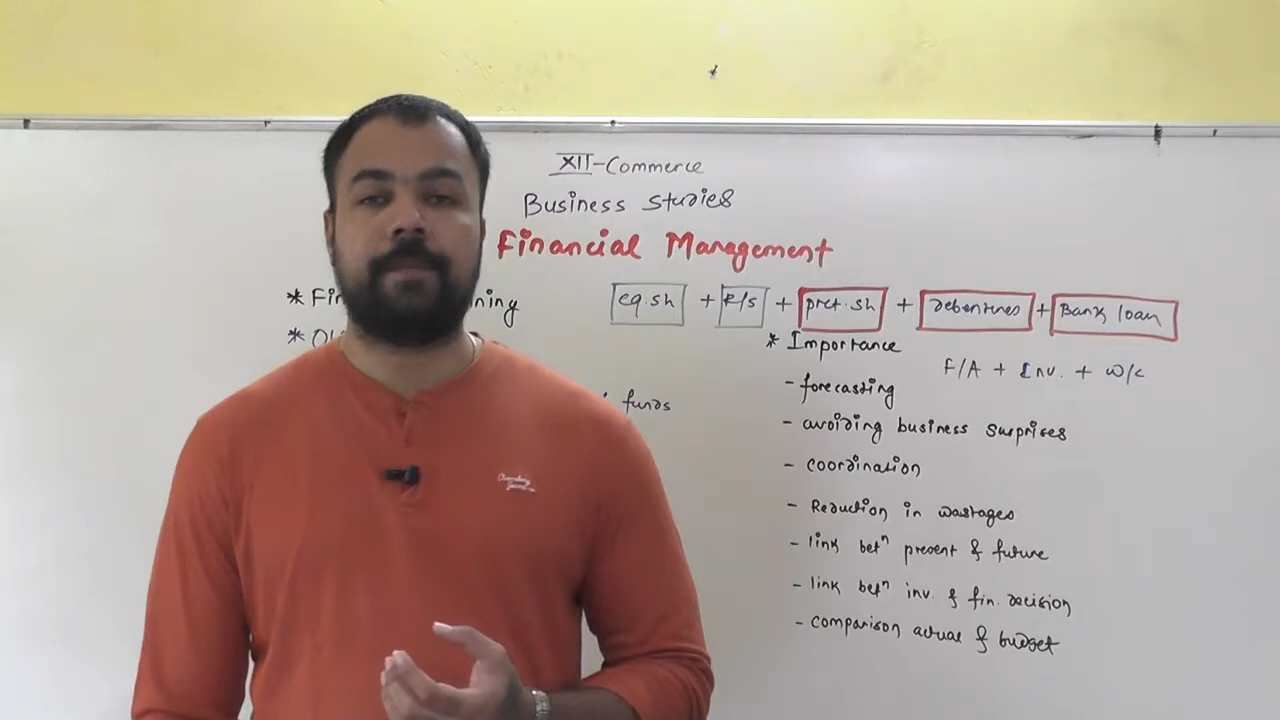 XII-Commerce
Business Studies
Financial Management
* Fi ning
eq.sh + R/s + pref.sh + Debentures + Bank loan
* Ob
* Importance
F/A + Inv. + W/C
- forecasting
funds
- avoiding business surprises
- coordination
- Reduction in wastages
- link betⁿ present & future
- link betⁿ inv. & fin. decision
- comparison actual & budget